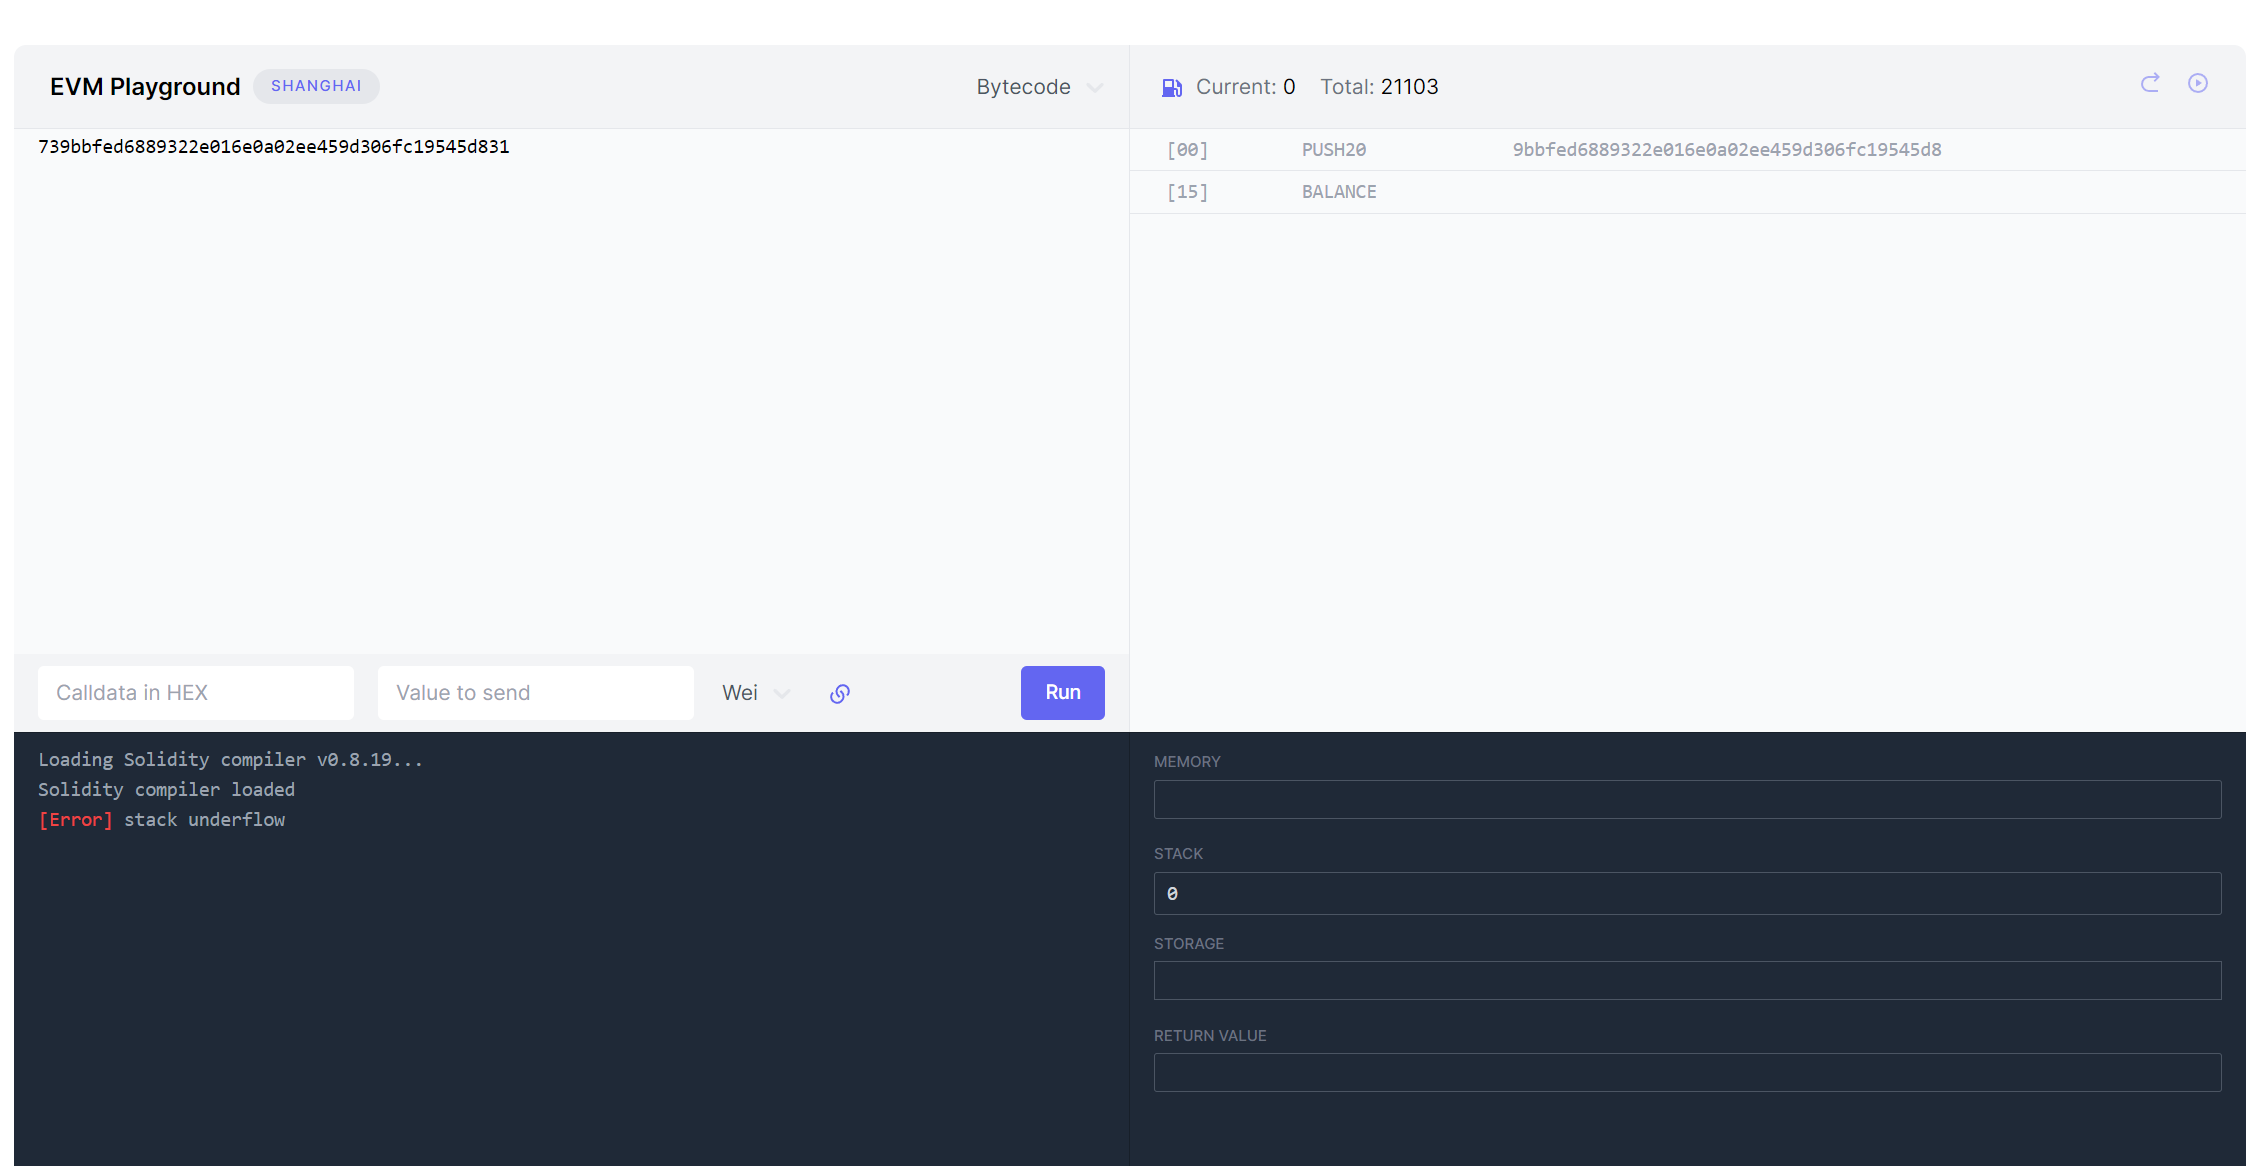 EVM Playground SHANGHAI Bytecode
Current: 0 Total: 21103
739bbfed6889322e016e0a02ee459d306fc19545d831
[00] PUSH20 9bbfed6889322e016e0a02ee459d306fc19545d8
[15] BALANCE
Calldata in HEX Value to send Wei Run
Loading Solidity compiler v0.8.19...
Solidity compiler loaded
[Error] stack underflow
MEMORY
STACK
0
STORAGE
RETURN VALUE